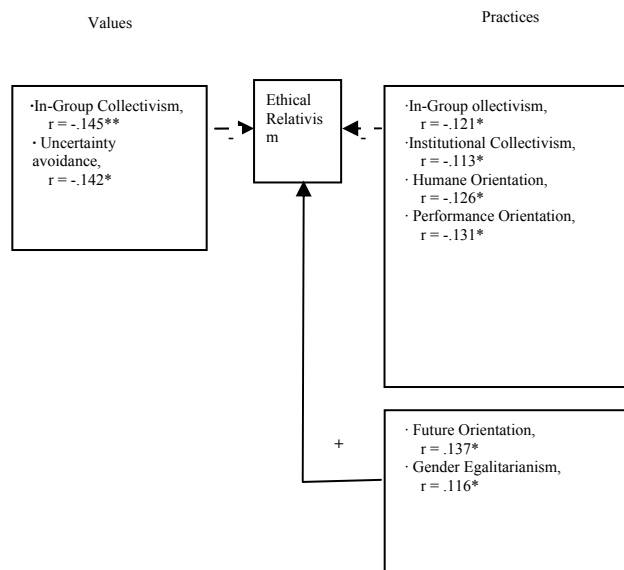 Values
Practices
·In-Group Collectivism,
r = -.145**
· Uncertainty
avoidance,
r = -.142*
-
Ethical
Relativis
m
-
·In-Group ollectivism,
r = -.121*
·Institutional Collectivism,
r = -.113*
· Humane Orientation,
r = -.126*
· Performance Orientation,
r = -.131*
+
· Future Orientation,
r = .137*
· Gender Egalitarianism,
r = .116*